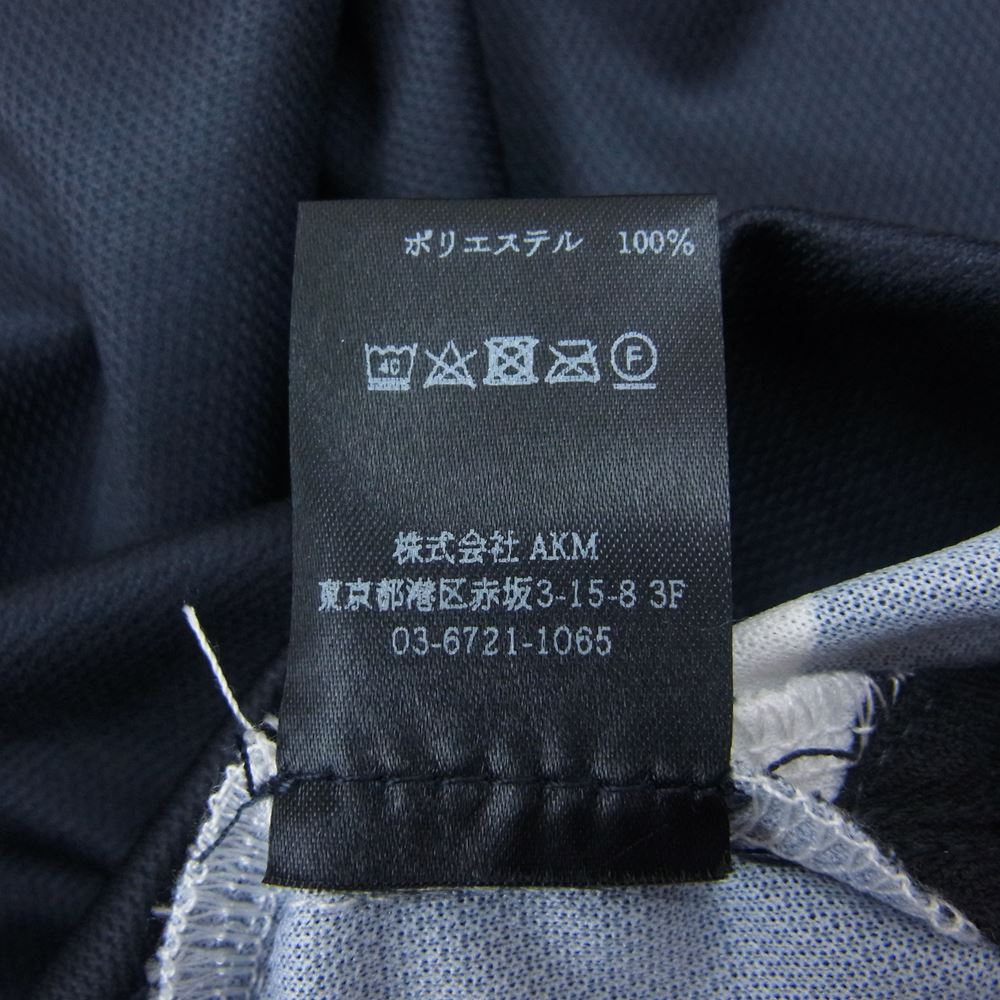 ポリエステル 100%
40 F
株式会社 AKM
東京都港区赤坂3-15-8 3F
03-6721-1065